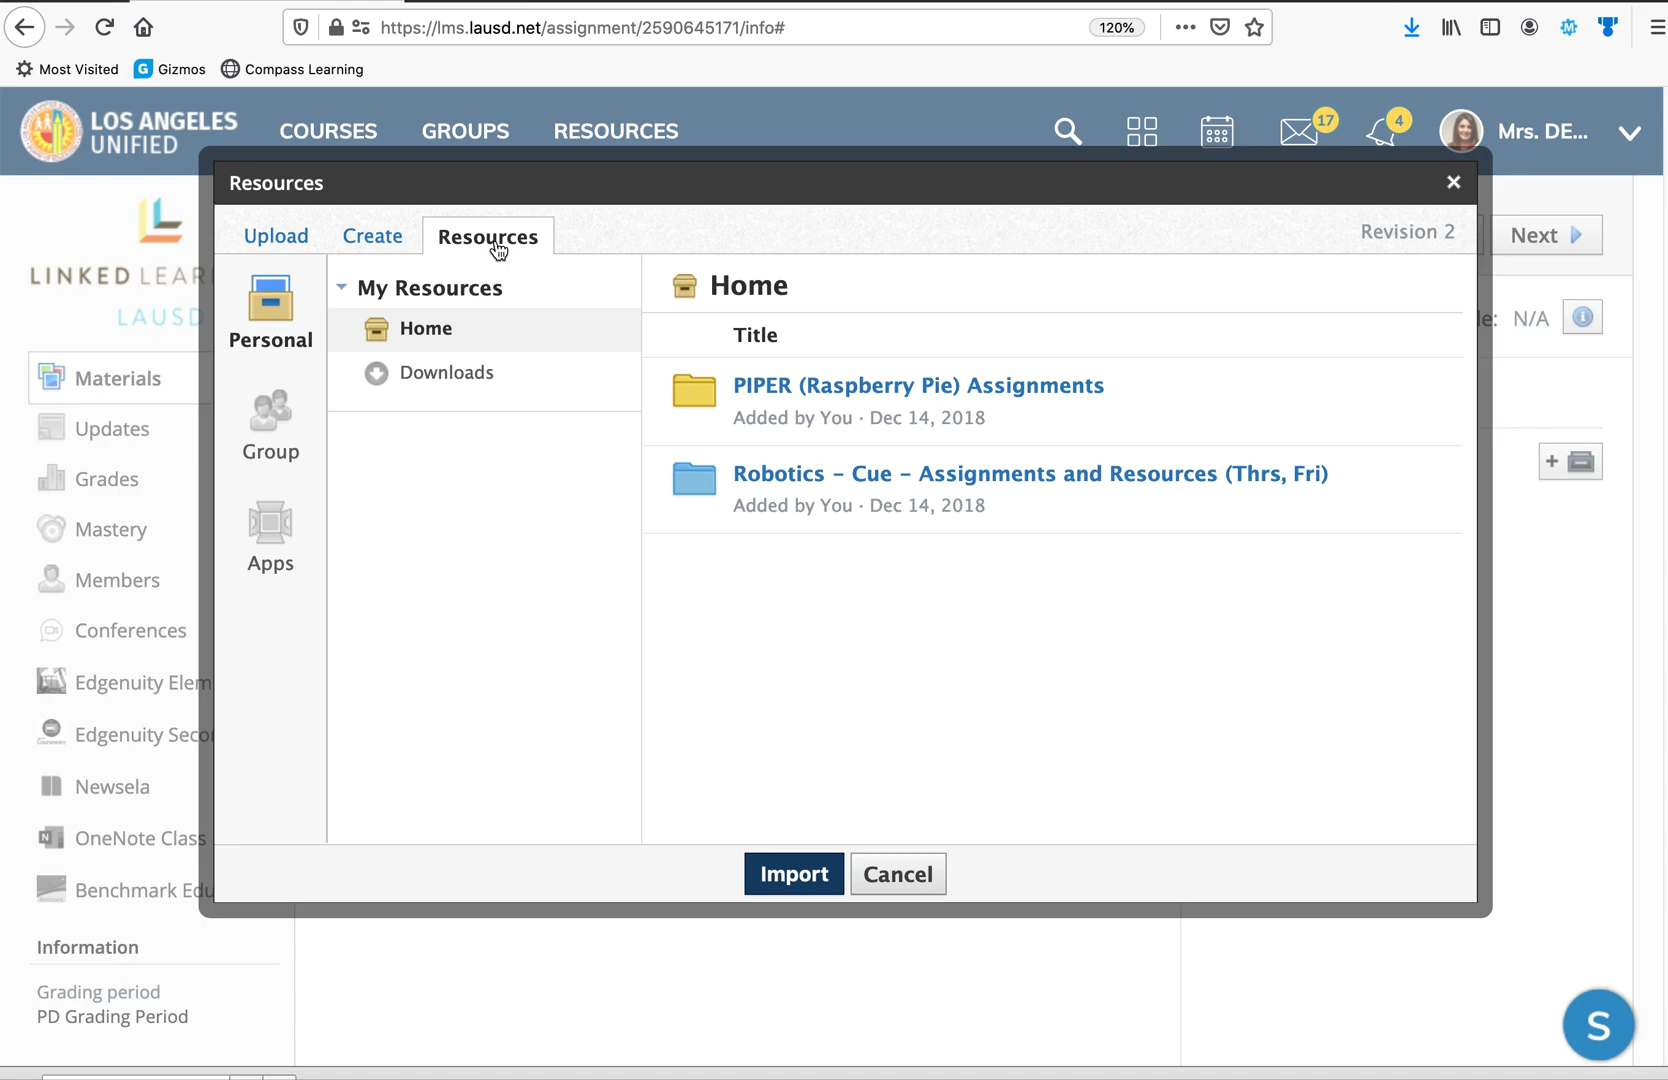 https://lms.lausd.net/assignment/2590645171/info#
120%
Most Visited
G Gizmos
Compass Learning
LOS ANGELES
UNIFIED
COURSES
GROUPS
RESOURCES
17
4
Mrs. DE...
Resources
Upload
Create
Resources
Revision 2
Next
LINKED LEAR
LAUSD
Personal
Group
Apps
My Resources
Home
Downloads
Home
Title
PIPER (Raspberry Pie) Assignments
Added by You · Dec 14, 2018
Robotics – Cue – Assignments and Resources (Thrs, Fri)
Added by You · Dec 14, 2018
le: N/A
Materials
Updates
Grades
Mastery
Members
Conferences
Edgenuity Elem
Edgenuity Seco
Newsela
OneNote Class
Benchmark Edu
Import
Cancel
Information
Grading period
PD Grading Period
S